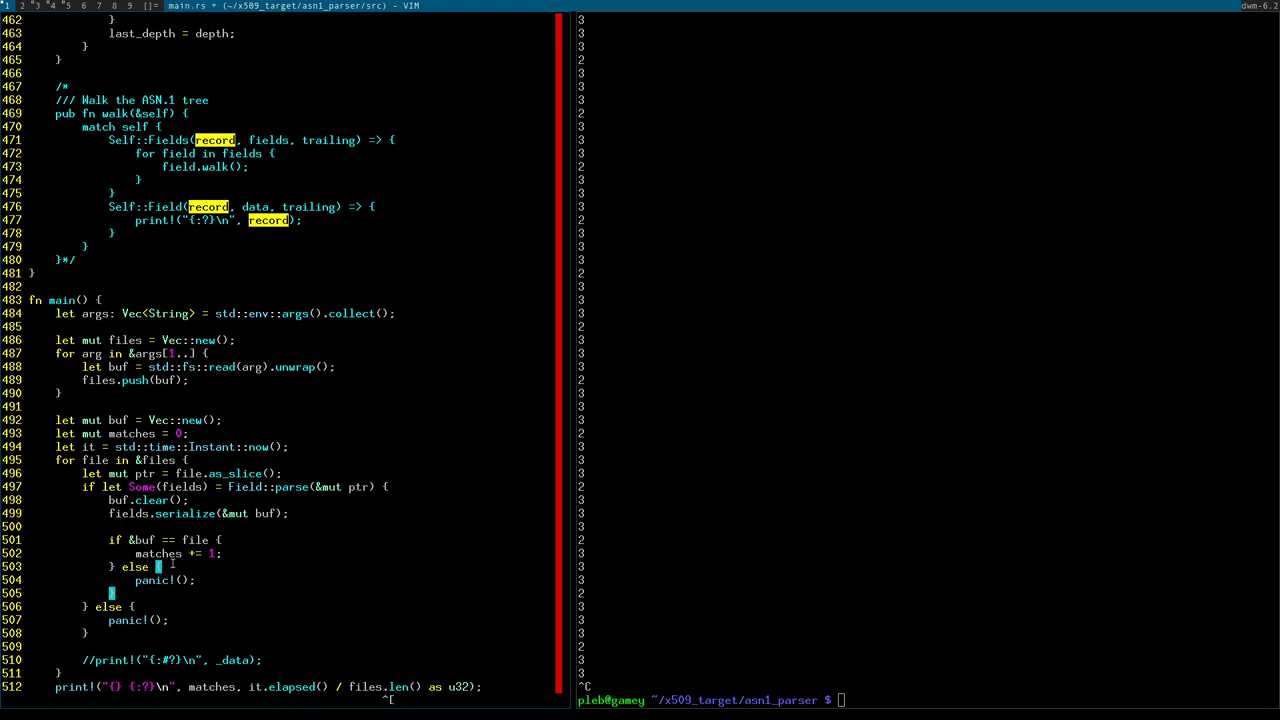 1 2 3 4 5 6 7 8 9 []= main.rs + (~/x509_target/asn1_parser/src) - VIM dwm-6.2
462 }
463 last_depth = depth;
464 }
465 }
466
467 /*
468 /// Walk the ASN.1 tree
469 pub fn walk(&self) {
470 match self {
471 Self::Fields(record, fields, trailing) => {
472 for field in fields {
473 field.walk();
474 }
475 }
476 Self::Field(record, data, trailing) => {
477 print!("{:?}\n", record);
478 }
479 }
480 }*/
481 }
482
483 fn main() {
484 let args: Vec<String> = std::env::args().collect();
485
486 let mut files = Vec::new();
487 for arg in &args[1..] {
488 let buf = std::fs::read(arg).unwrap();
489 files.push(buf);
490 }
491
492 let mut buf = Vec::new();
493 let mut matches = 0;
494 let it = std::time::Instant::now();
495 for file in &files {
496 let mut ptr = file.as_slice();
497 if let Some(fields) = Field::parse(&mut ptr) {
498 buf.clear();
499 fields.serialize(&mut buf);
500
501 if &buf == file {
502 matches += 1;
503 } else {
504 panic!();
505 }
506 } else {
507 panic!();
508 }
509
510 //print!("{:#?}\n", _data);
511 }
512 print!("{} {:?}\n", matches, it.elapsed() / files.len() as u32);
^[
3
3
3
2
3
3
3
2
3
3
3
2
3
3
3
2
3
3
3
2
3
3
3
2
3
3
3
2
3
3
3
2
3
3
3
2
3
3
3
2
3
3
3
2
3
3
3
2
3
3
^C
pleb@gamey ~/x509_target/asn1_parser $